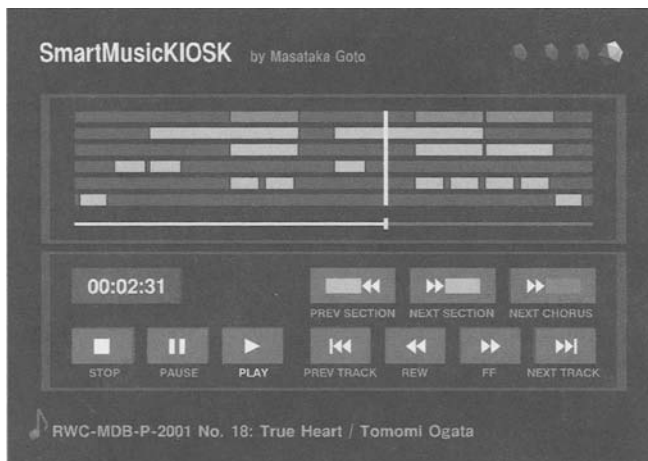 SmartMusicKIOSK by Masataka Goto
00:02:31
PREV SECTION NEXT SECTION NEXT CHORUS
STOP PAUSE PLAY PREV TRACK REW FF NEXT TRACK
RWC-MDB-P-2001 No. 18: True Heart / Tomomi Ogata